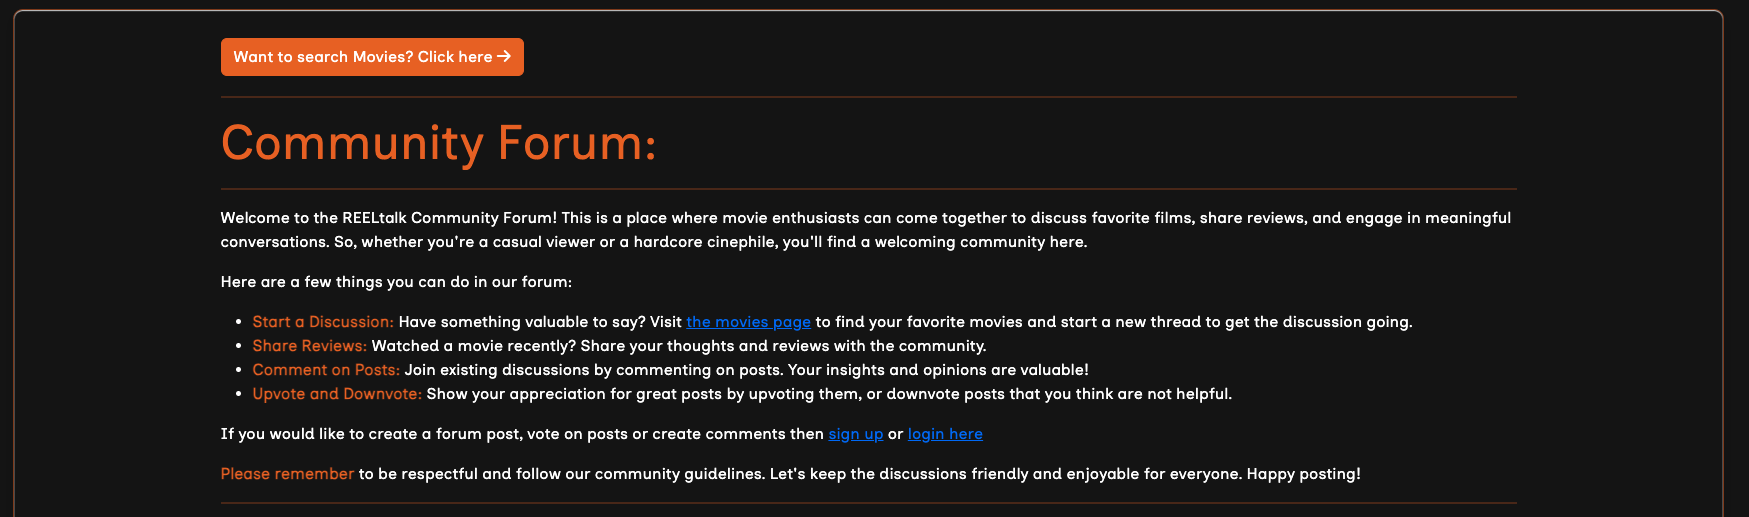 Want to search Movies? Click here →
Community Forum:
Welcome to the REELtalk Community Forum! This is a place where movie enthusiasts can come together to discuss favorite films, share reviews, and engage in meaningful
conversations. So, whether you're a casual viewer or a hardcore cinephile, you'll find a welcoming community here.
Here are a few things you can do in our forum:
• Start a Discussion: Have something valuable to say? Visit the movies page to find your favorite movies and start a new thread to get the discussion going.
• Share Reviews: Watched a movie recently? Share your thoughts and reviews with the community.
• Comment on Posts: Join existing discussions by commenting on posts. Your insights and opinions are valuable!
• Upvote and Downvote: Show your appreciation for great posts by upvoting them, or downvote posts that you think are not helpful.
If you would like to create a forum post, vote on posts or create comments then sign up or login here
Please remember to be respectful and follow our community guidelines. Let's keep the discussions friendly and enjoyable for everyone. Happy posting!